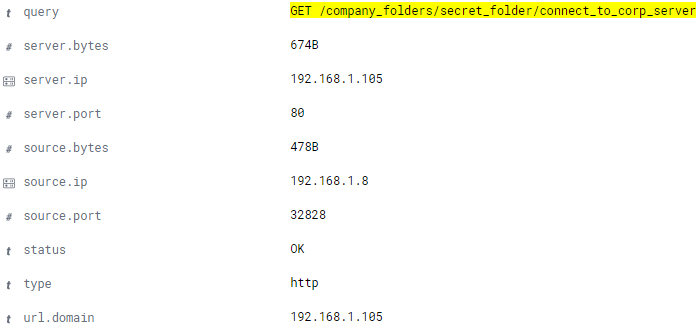 t query GET /company_folders/secret_folder/connect_to_corp_server
# server.bytes 674B
server.ip 192.168.1.105
# server.port 80
# source.bytes 478B
source.ip 192.168.1.8
# source.port 32828
t status OK
t type http
t url.domain 192.168.1.105